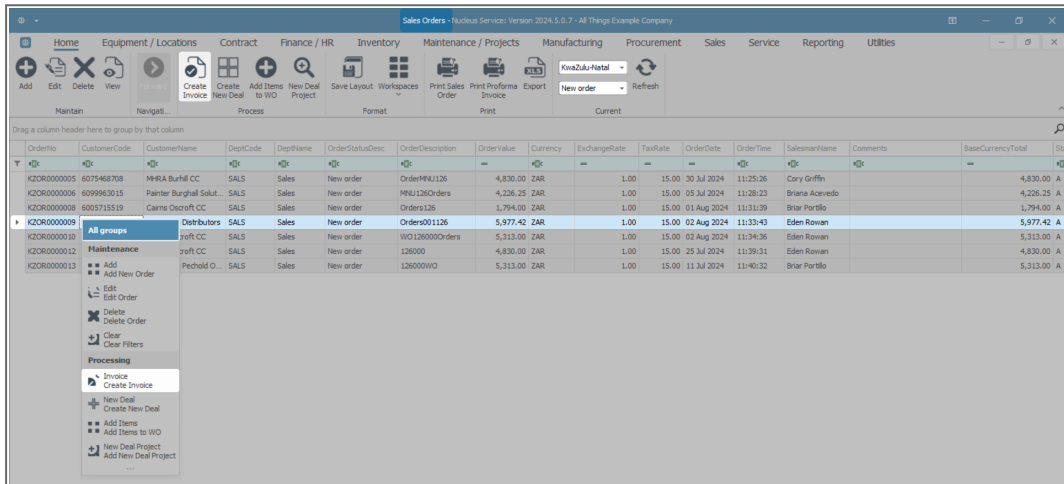 Sales Orders - Nucleus Service: Version 2024.5.0.7 - All Things Example Company
Home Equipment / Locations Contract Finance / HR Inventory Maintenance / Projects Manufacturing Procurement Sales Service Reporting Utilities
Add Edit Delete View Forward Create Invoice Create New Deal Add Items to WO New Deal Project Save Layout Workspaces Print Sales Order Print Proforma Invoice Export XLS KwaZulu-Natal New order Refresh
Maintain Navigati... Process Format Print Current
Drag a column header here to group by that column
OrderNo CustomerCode CustomerName DeptCode DeptName OrderStatusDesc OrderDescription OrderValue Currency ExchangeRate TaxRate OrderDate OrderTime SalesmanName Comments BaseCurrencyTotal Sta
KZOR0000005 6075468708 MHRA Burhill CC SALS Sales New order OrderMNU126 4,830.00 ZAR 1.00 15.00 30 Jul 2024 11:25:26 Cory Griffin 4,830.00 A
KZOR0000006 6099963015 Painter Burghall Solut... SALS Sales New order MNU126Orders 4,226.25 ZAR 1.00 15.00 05 Jul 2024 11:28:23 Briana Acevedo 4,226.25 A
KZOR0000008 6005715519 Cairns Oscroft CC SALS Sales New order Orders126 1,794.00 ZAR 1.00 15.00 01 Aug 2024 11:31:39 Briar Portillo 1,794.00 A
KZOR0000009 Distributors SALS Sales New order Orders001126 5,977.42 ZAR 1.00 15.00 02 Aug 2024 11:33:43 Eden Rowan 5,977.42 A
KZOR0000010 croft CC SALS Sales New order WO126000Orders 5,313.00 ZAR 1.00 15.00 02 Aug 2024 11:34:36 Eden Rowan 5,313.00 A
KZOR0000012 croft CC SALS Sales New order 126000 4,830.00 ZAR 1.00 15.00 25 Jul 2024 11:39:31 Eden Rowan 4,830.00 A
KZOR0000013 Pechold O... SALS Sales New order 126000WO 5,313.00 ZAR 1.00 15.00 11 Jul 2024 11:40:32 Briar Portillo 5,313.00 A
All groups
Maintenance
Add
Add New Order
Edit
Edit Order
Delete
Delete Order
Clear
Clear Filters
Processing
Invoice
Create Invoice
New Deal
Create New Deal
Add Items
Add Items to WO
New Deal Project
Add New Deal Project
...